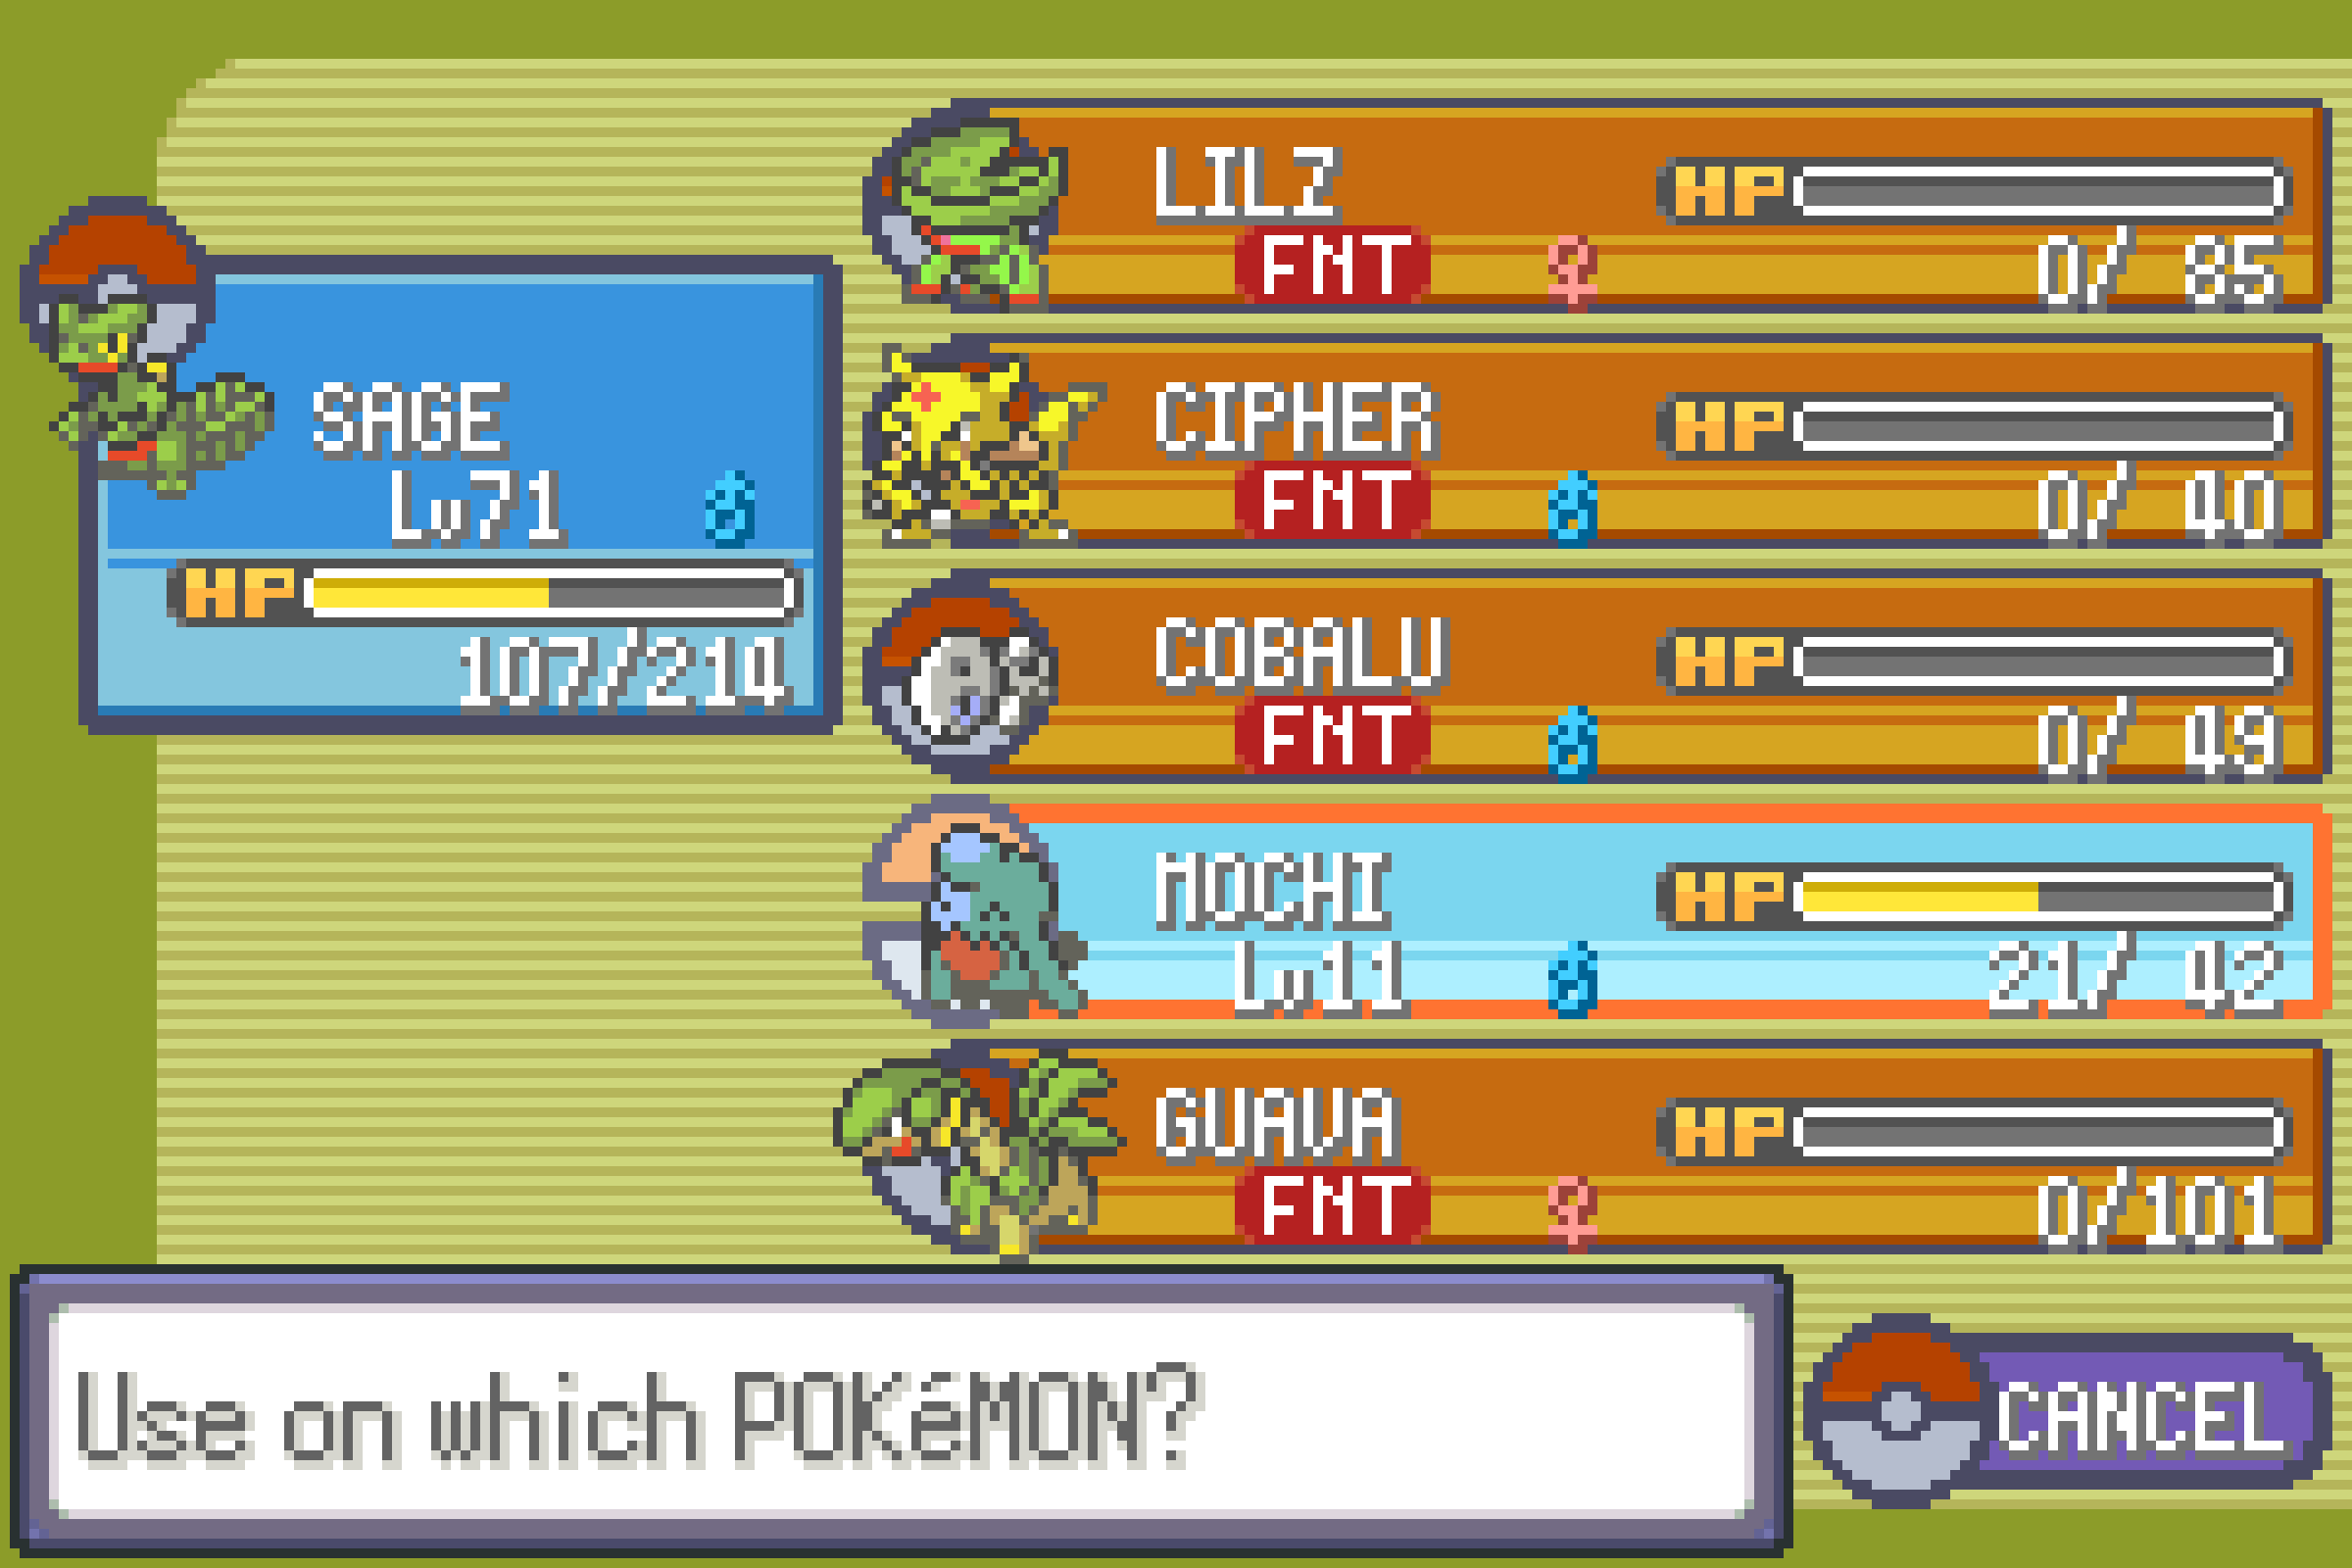 SAGE
Lv71 ♂
HP
107/214
LILZ
HP
FNT ♀
0/ 85
CIPHER
HP
FNT ♂
0/ 40
COBALU
HP
FNT ♂
0/ 49
MOCHI
HP
Lv11 ♂
21/ 42
GUAVA
HP
FNT ♀
0/101
Use on which POKéMON?
CANCEL